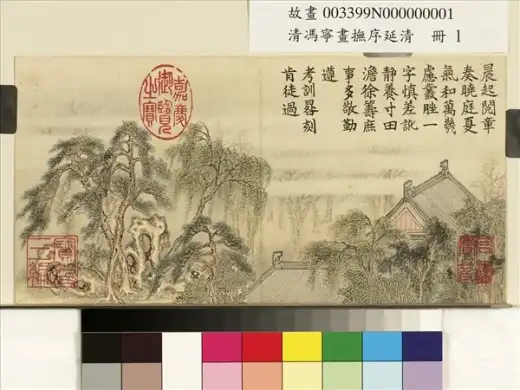 故畫 003399N000000001
清馮寧畫撫序延清 冊 1
晨起閱章
奏曉庭夏
氣和萬幾
慮叢脞一
字慎差訛
靜養寸田
澹徐籌庶
事多敬勤
遵
考訓晷刻
肯徒過
嘉慶
御覽
之寶